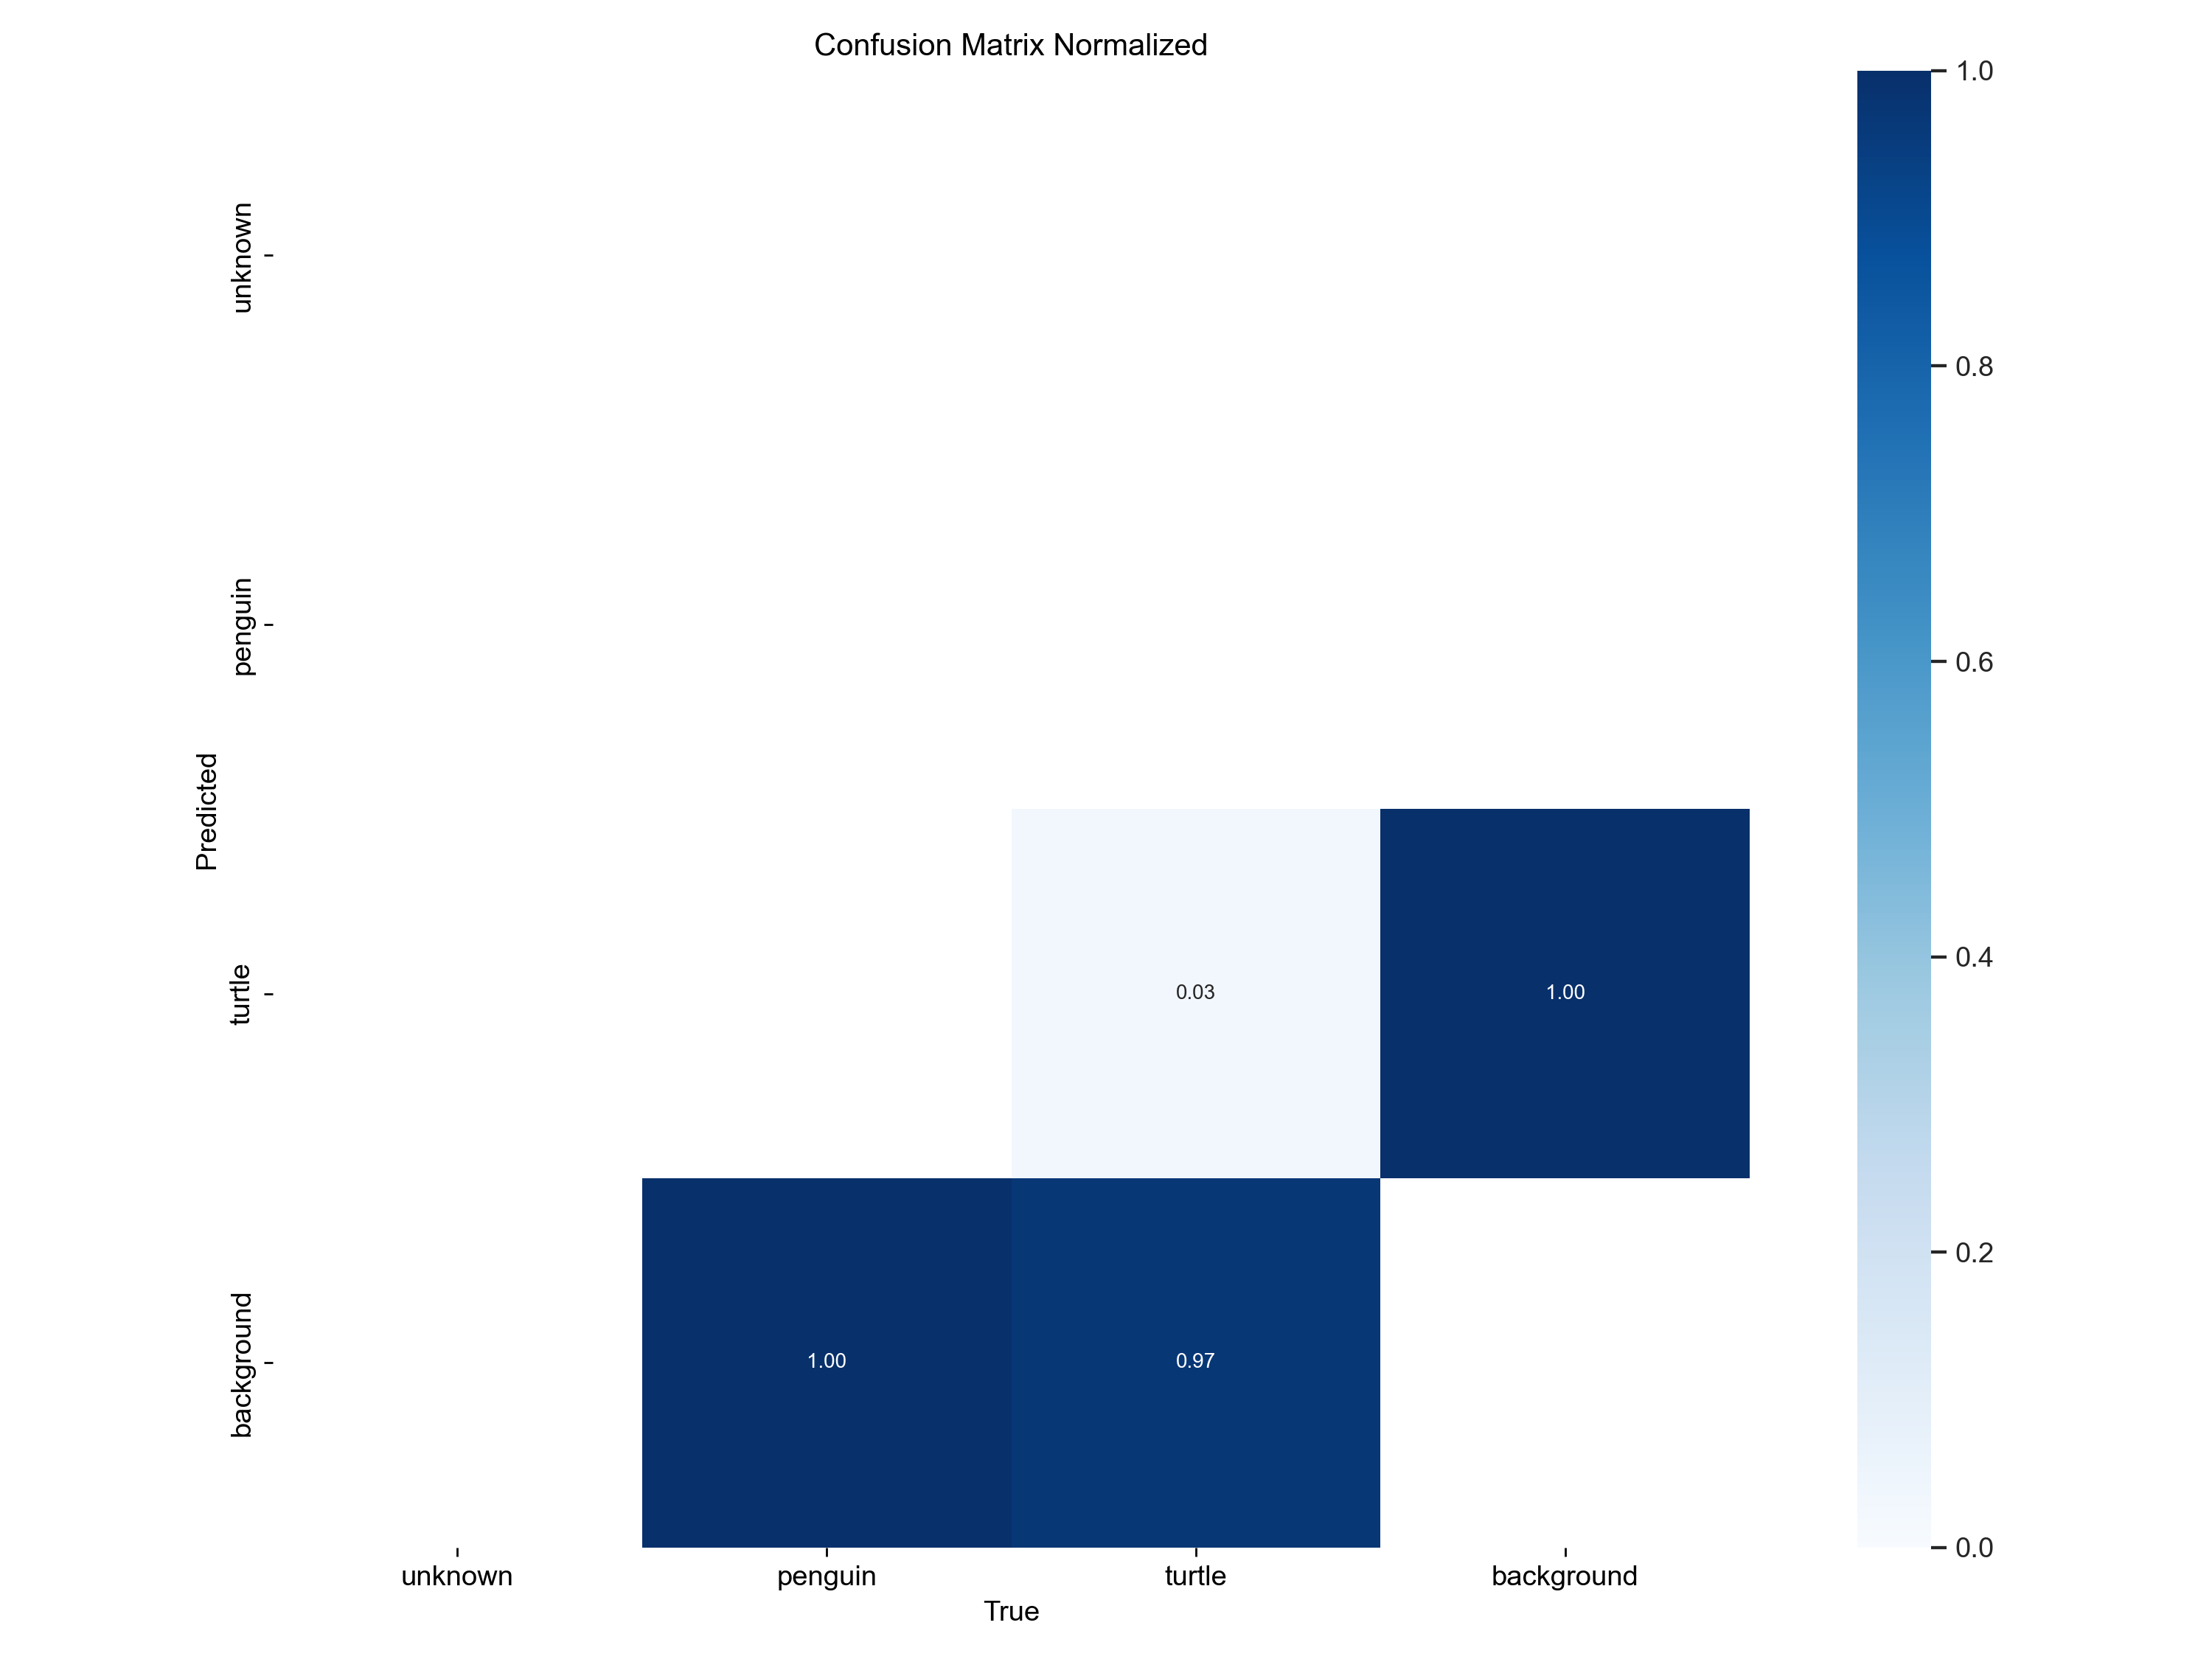 Confusion Matrix Normalized
1.0
0.8
0.6
0.4
0.2
0.0
Predicted
unknown
penguin
turtle
background
0.03
1.00
1.00
0.97
unknown
penguin
turtle
background
True